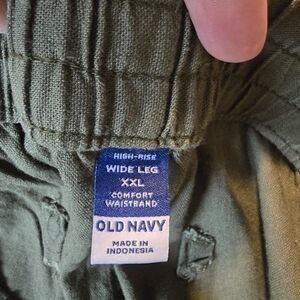 HIGH-RISE
WIDE LEG
XXL
COMFORT
WAISTBAND
OLD NAVY
MADE IN
INDONESIA